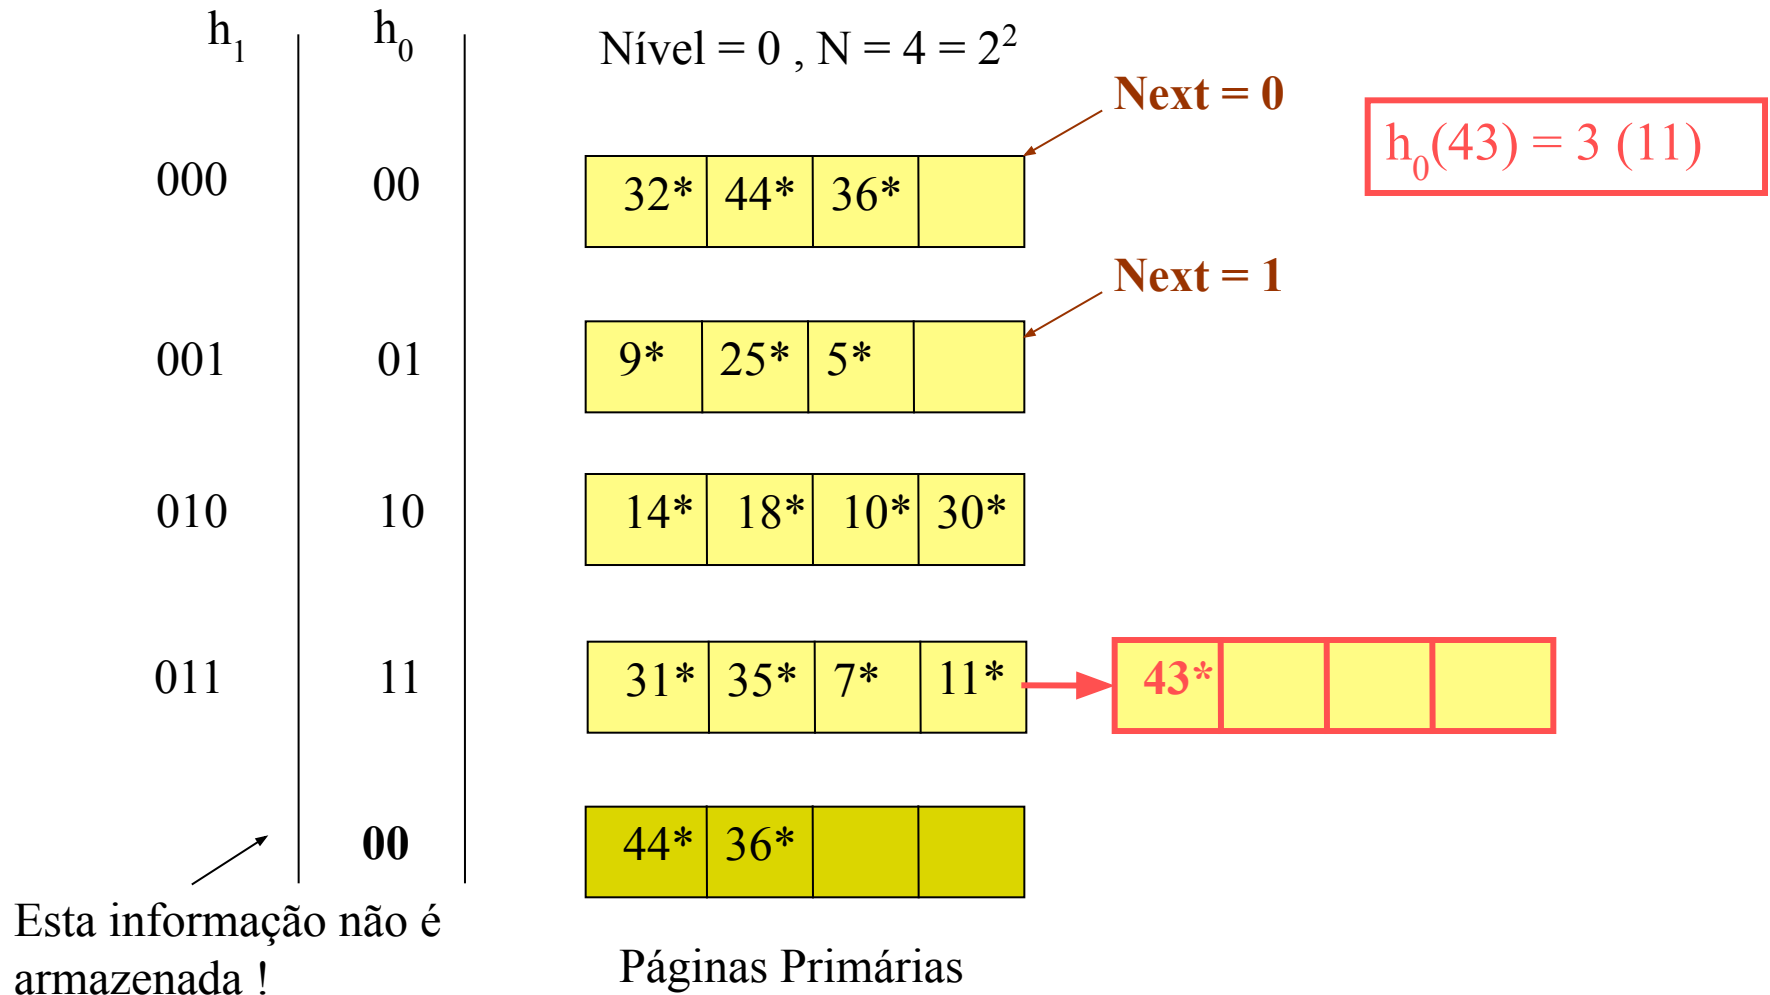 h1 h0 Nível = 0 , N = 4 = 2²
Next = 0
h0(43) = 3 (11)
000 00 32* 44* 36*
Next = 1
001 01 9* 25* 5*
010 10 14* 18* 10* 30*
011 11 31* 35* 7* 11* 43*
00 44* 36*
Esta informação não é
armazenada !
Páginas Primárias